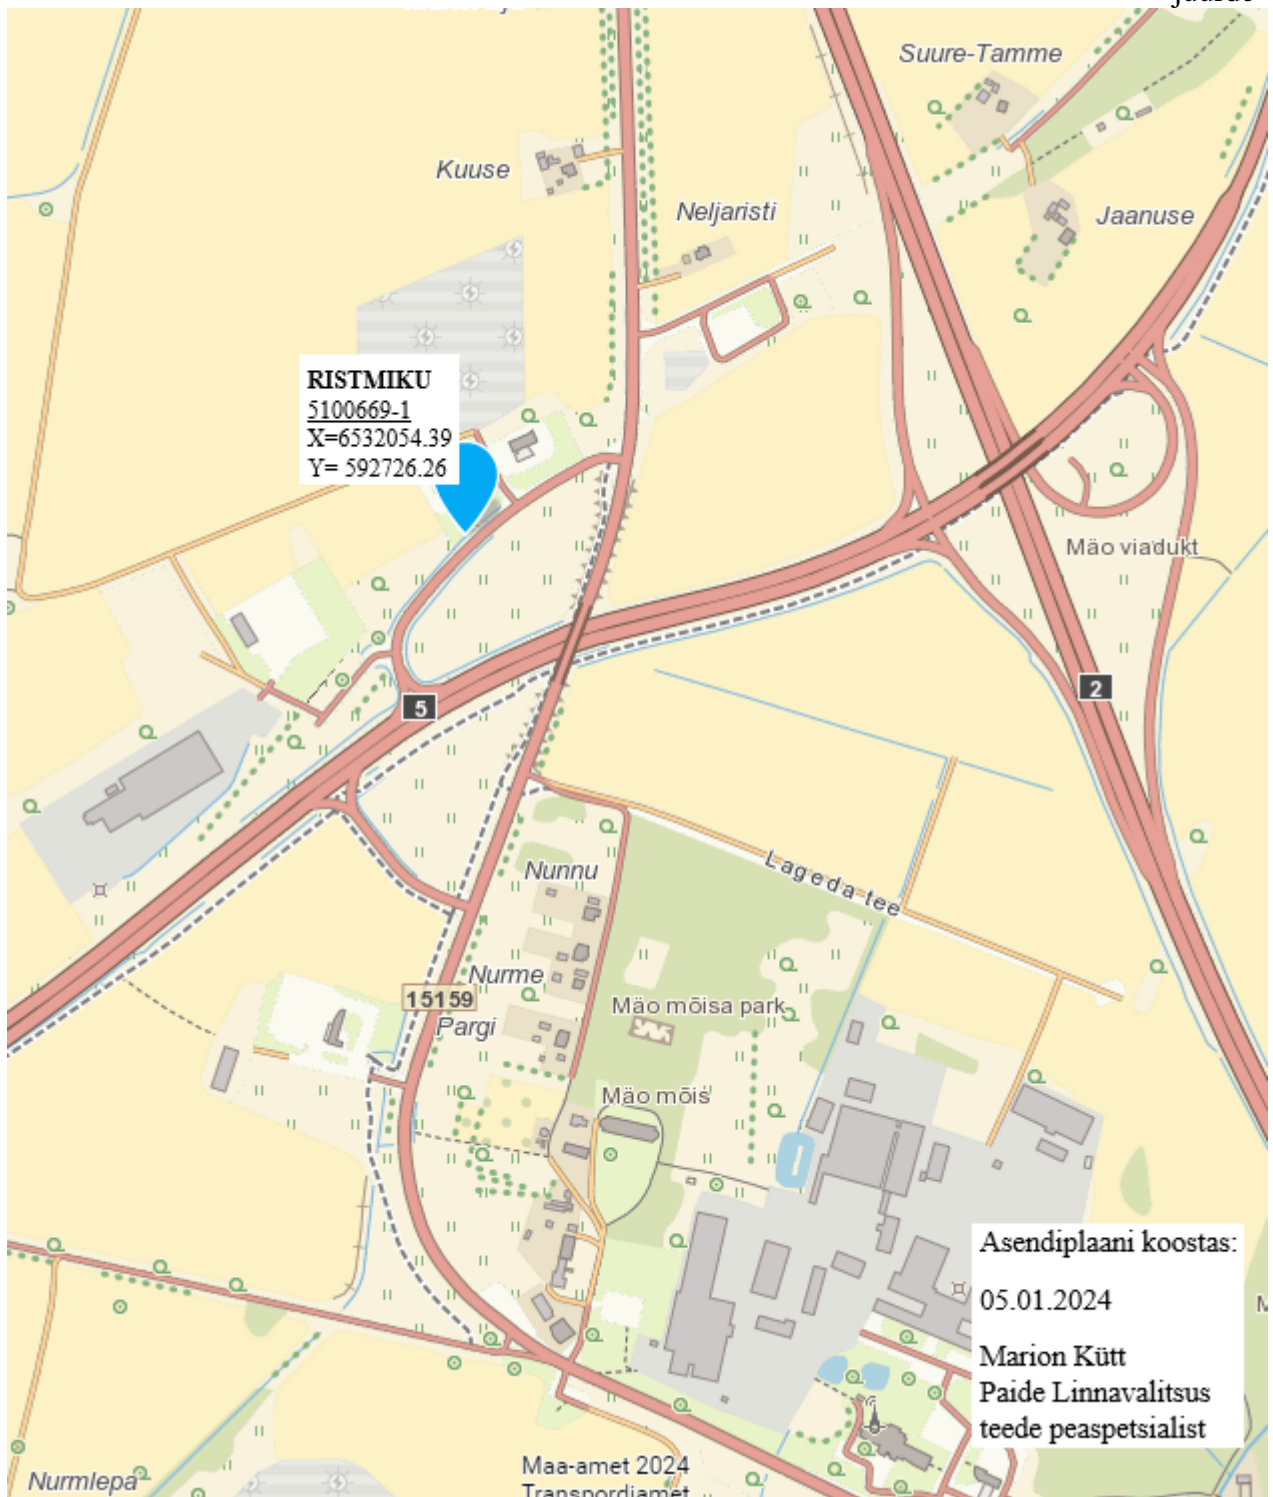 Suure-Tamme
Kuuse
Neljaristi
Jaanuse
RISTMIKU
5100669-1
X=6532054.39
Y= 592726.26
Mäo viadukt
2
5
Lageda tee
Nunnu
Nurme
15159
Mäo mõisa park
Pargi
Mäo mõis
Asendiplaani koostas:
05.01.2024
Marion Kütt
Paide Linnavalitsus
teede peaspetsialist
Maa-amet 2024
Transpordiamet
Nurmlepa